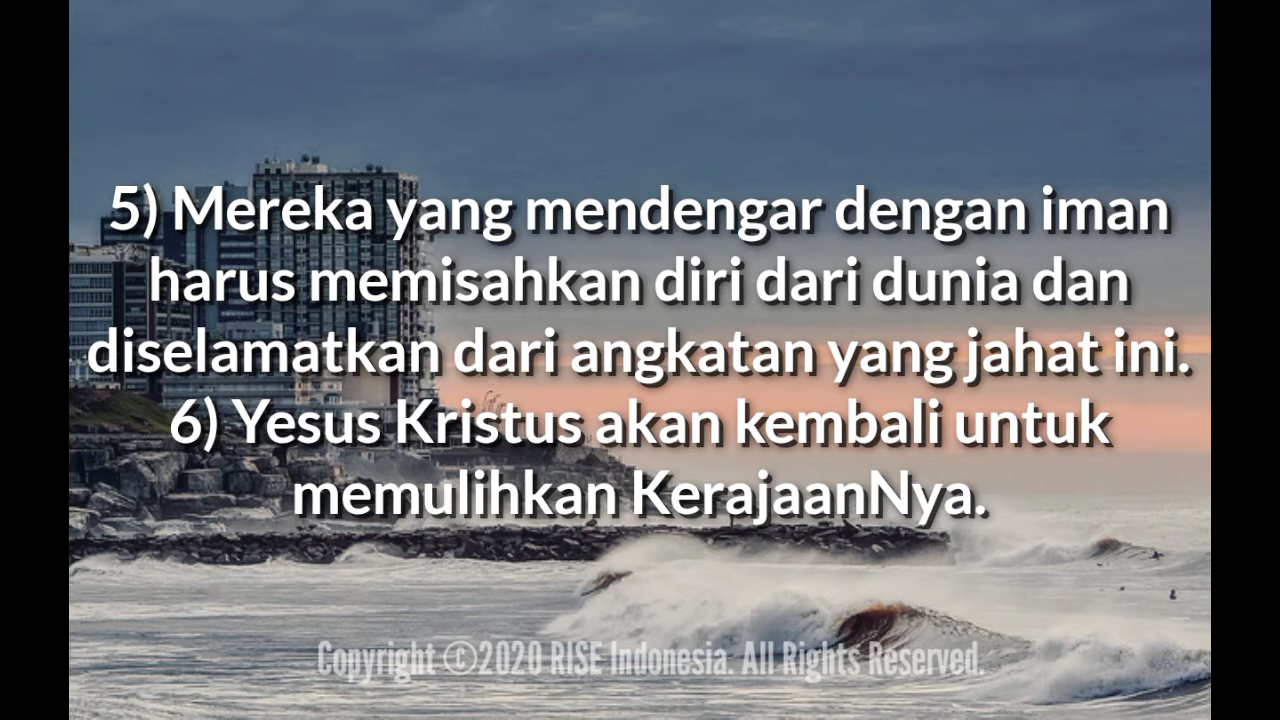 5) Mereka yang mendengar dengan iman
harus memisahkan diri dari dunia dan
diselamatkan dari angkatan yang jahat ini.
6) Yesus Kristus akan kembali untuk
memulihkan KerajaanNya.
Copyright ©2020 RISE Indonesia. All Rights Reserved.